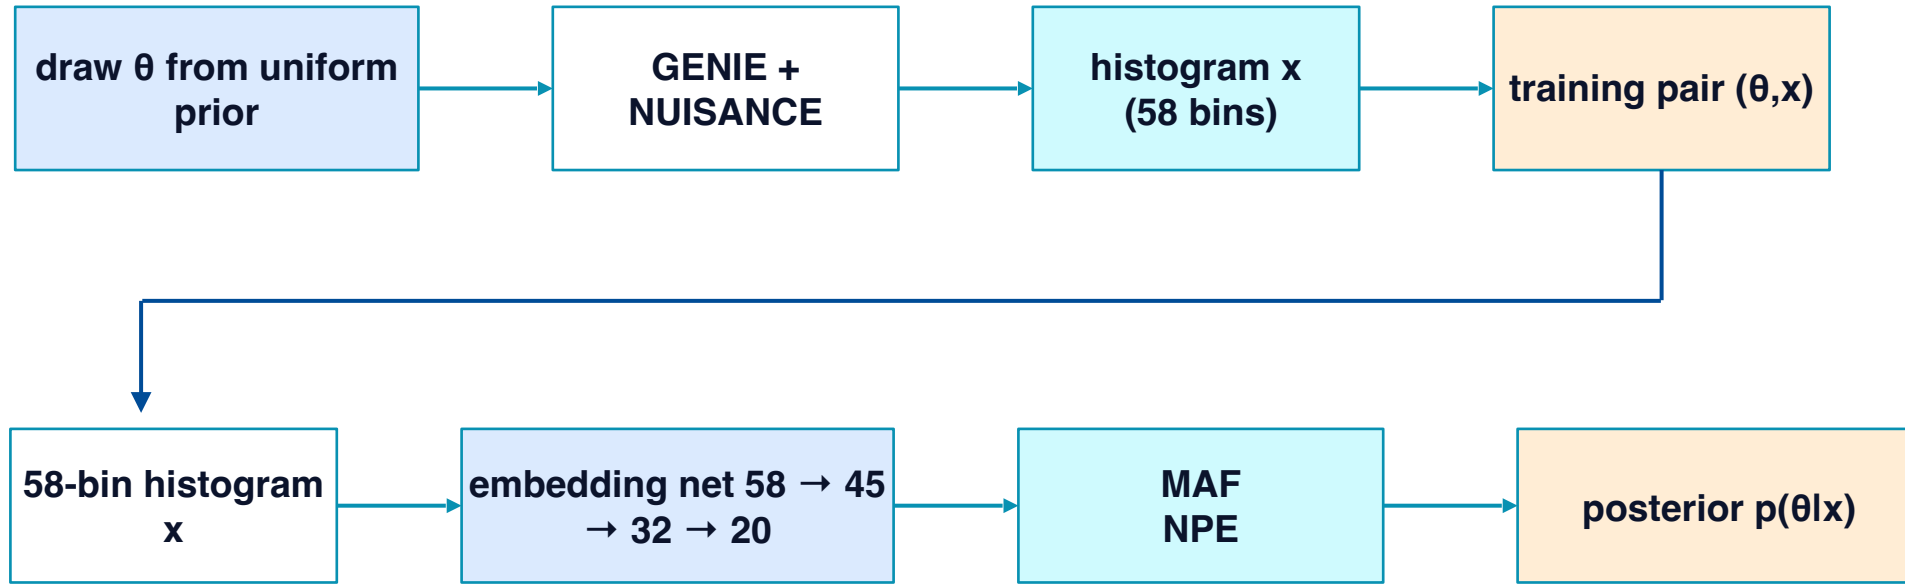 draw θ from uniform
prior
GENIE +
NUISANCE
histogram x
(58 bins)
training pair (θ,x)
58-bin histogram
x
embedding net 58 → 45
→ 32 → 20
MAF
NPE
posterior p(θ|x)